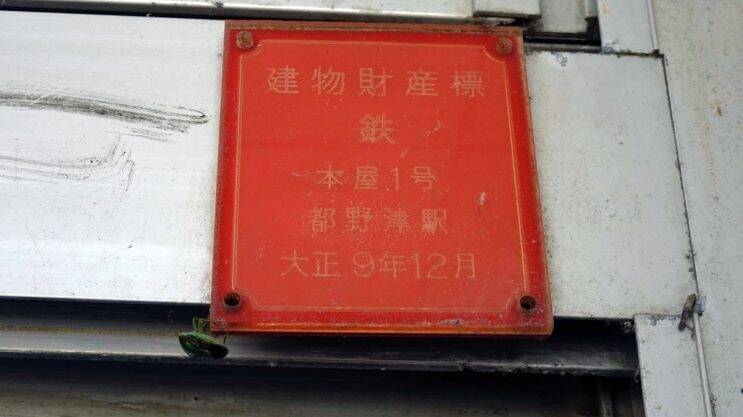 建物財産標
鉄
本屋1号
都野津駅
大正9年12月